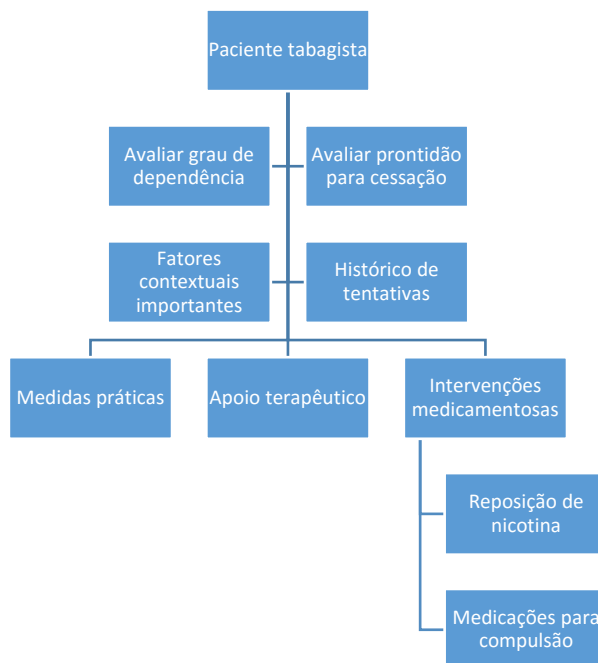 Paciente tabagista
Avaliar grau de
dependência
Avaliar prontidão
para cessação
Fatores
contextuais
importantes
Histórico de
tentativas
Medidas práticas
Apoio terapêutico
Intervenções
medicamentosas
Reposição de
nicotina
Medicações para
compulsão